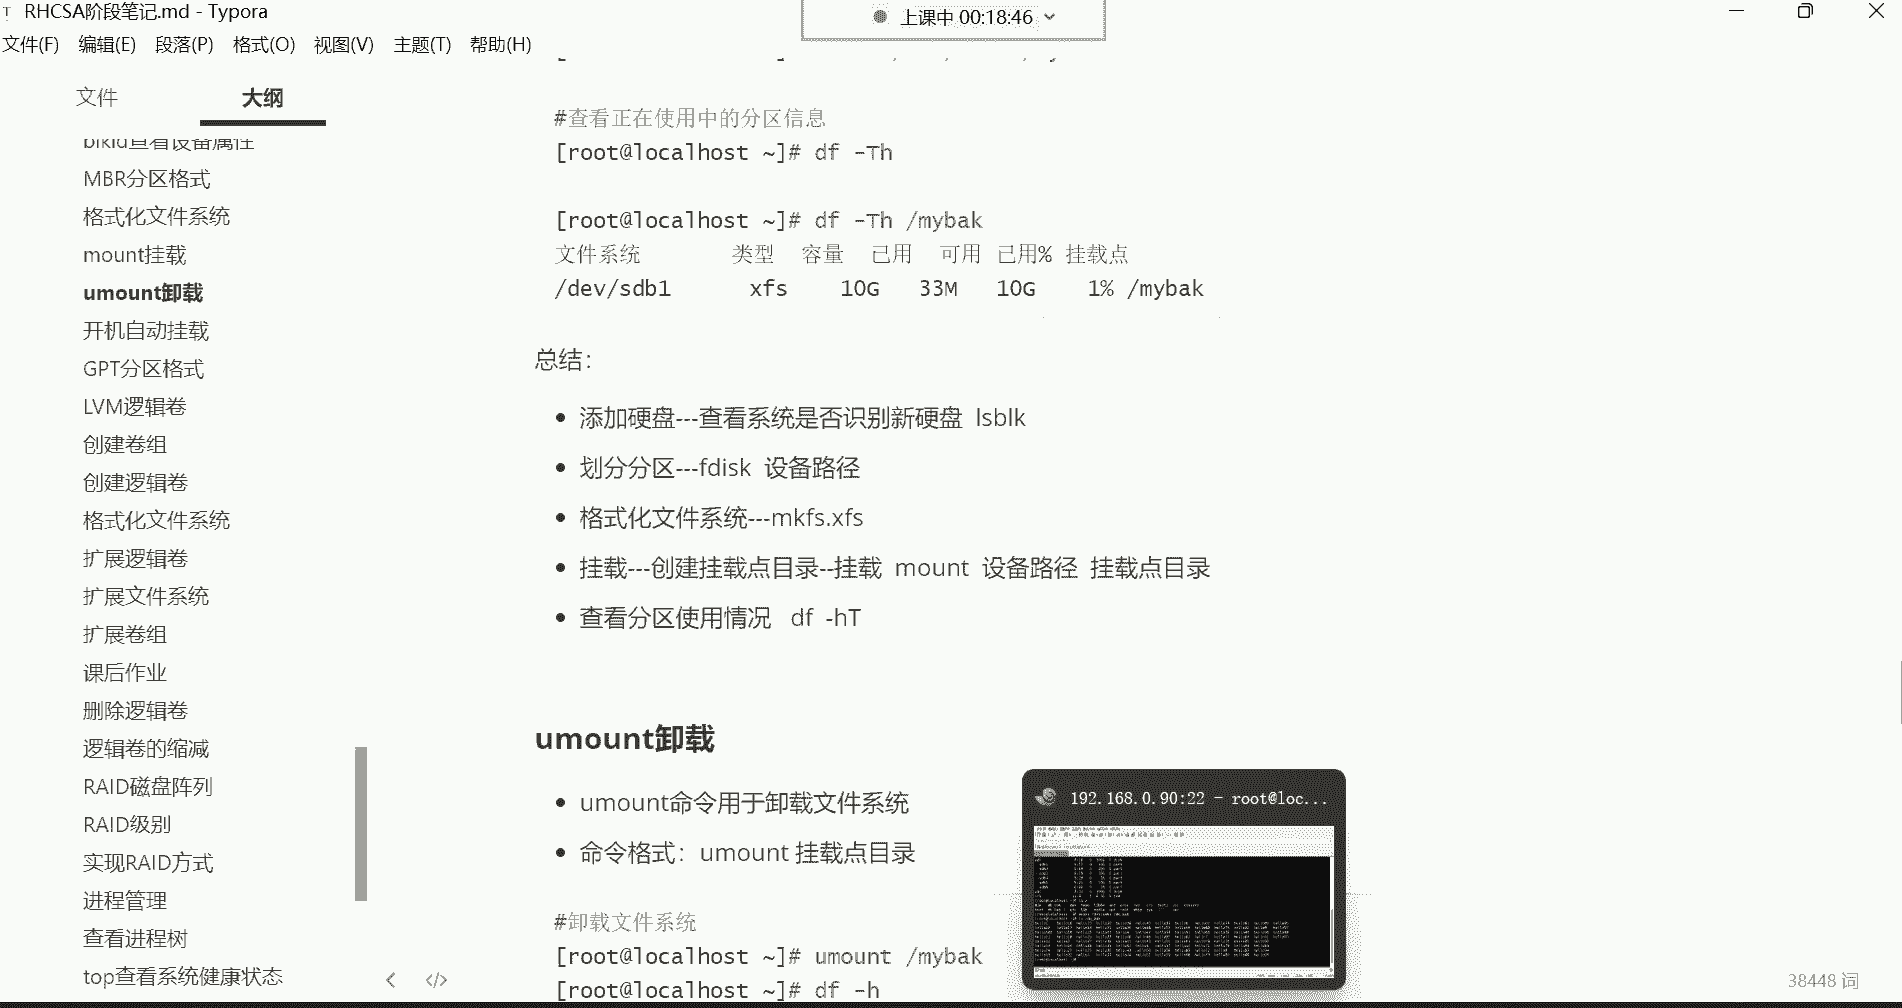 RHCSA阶段笔记.md - Typora
上课中 00:18:46
文件(F) 编辑(E) 段落(P) 格式(O) 视图(V) 主题(T) 帮助(H)
文件 大纲
blkid查看设备属性
MBR分区格式
格式化文件系统
mount挂载
umount卸载
开机自动挂载
GPT分区格式
LVM逻辑卷
创建卷组
创建逻辑卷
格式化文件系统
扩展逻辑卷
扩展文件系统
扩展卷组
课后作业
删除逻辑卷
逻辑卷的缩减
RAID磁盘阵列
RAID级别
实现RAID方式
进程管理
查看进程树
top查看系统健康状态
#查看正在使用中的分区信息
[root@localhost ~]# df -Th
[root@localhost ~]# df -Th /mybak
文件系统 类型 容量 已用 可用 已用% 挂载点
/dev/sdb1 xfs 10G 33M 10G 1% /mybak
总结：
• 添加硬盘---查看系统是否识别新硬盘 lsblk
• 划分分区---fdisk 设备路径
• 格式化文件系统---mkfs.xfs
• 挂载---创建挂载点目录--挂载 mount 设备路径 挂载点目录
• 查看分区使用情况 df -hT
umount卸载
• umount命令用于卸载文件系统
• 命令格式：umount 挂载点目录
#卸载文件系统
[root@localhost ~]# umount /mybak
[root@localhost ~]# df -h
192.168.0.90:22 - root@loc...
38448 词